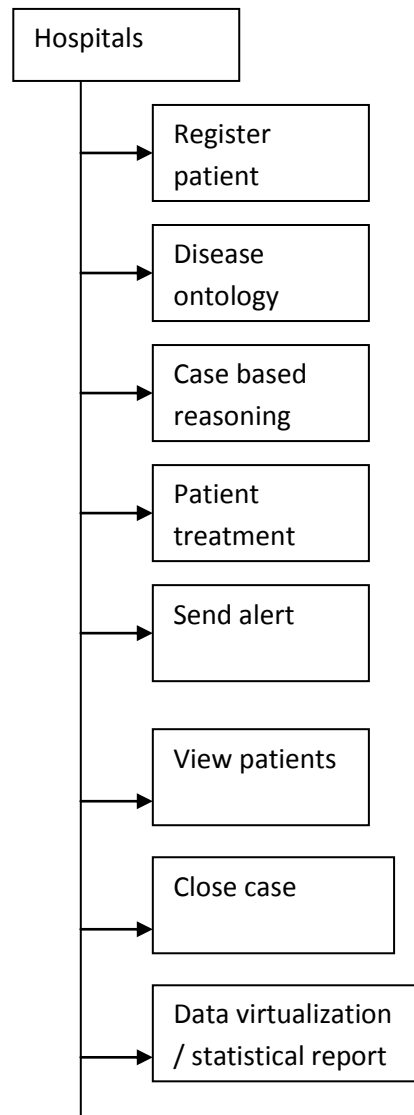 Hospitals
Register
patient
Disease
ontology
Case based
reasoning
Patient
treatment
Send alert
View patients
Close case
Data virtualization
/ statistical report